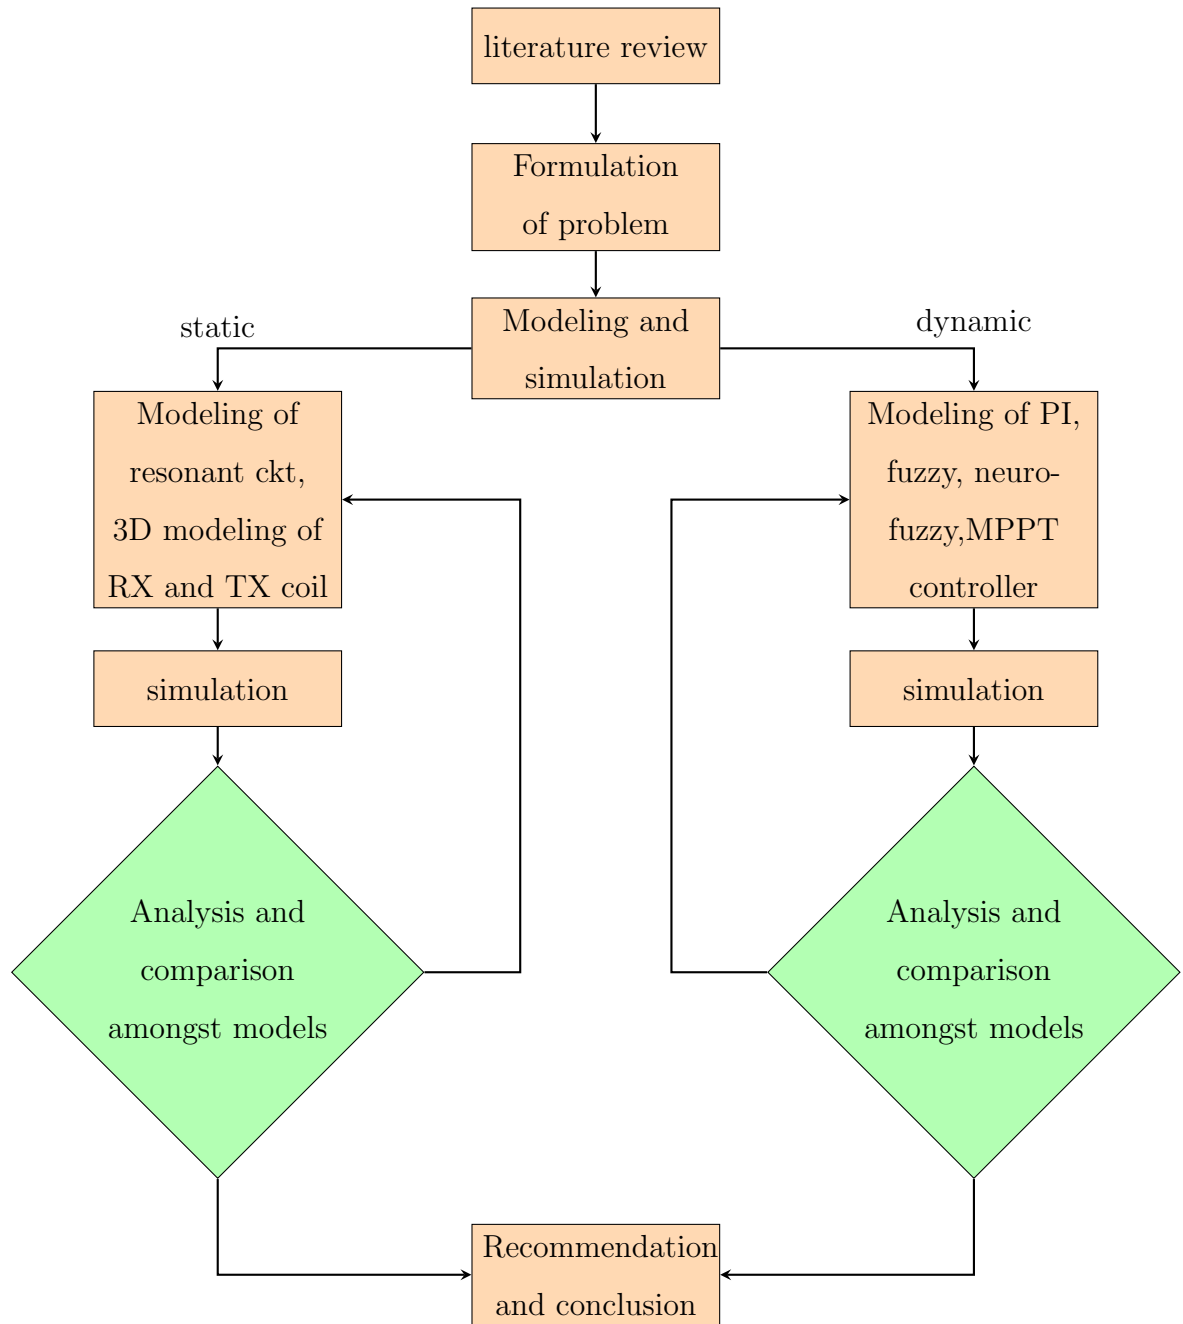 literature review
Formulation
of problem
Modeling and
simulation
static
dynamic
Modeling of
resonant ckt,
3D modeling of
RX and TX coil
Modeling of PI,
fuzzy, neuro-
fuzzy,MPPT
controller
simulation
simulation
Analysis and
comparison
amongst models
Analysis and
comparison
amongst models
Recommendation
and conclusion